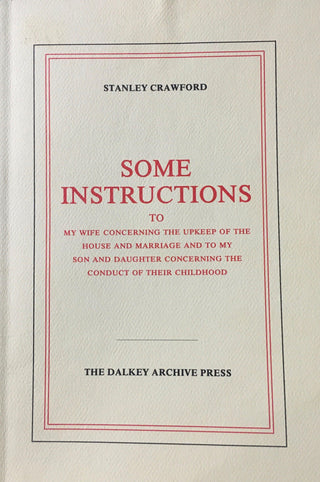 STANLEY CRAWFORD
SOME
INSTRUCTIONS
TO
MY WIFE CONCERNING THE UPKEEP OF THE
HOUSE AND MARRIAGE AND TO MY
SON AND DAUGHTER CONCERNING THE
CONDUCT OF THEIR CHILDHOOD
THE DALKEY ARCHIVE PRESS